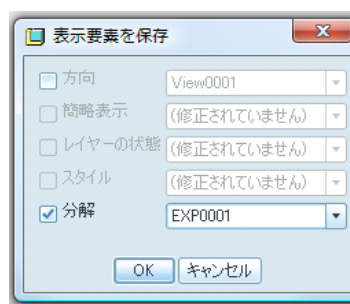 表示要素を保存
方向 View0001
簡略表示 (修正されていません)
レイヤーの状態 (修正されていません)
スタイル (修正されていません)
分解 EXP0001
OK キャンセル